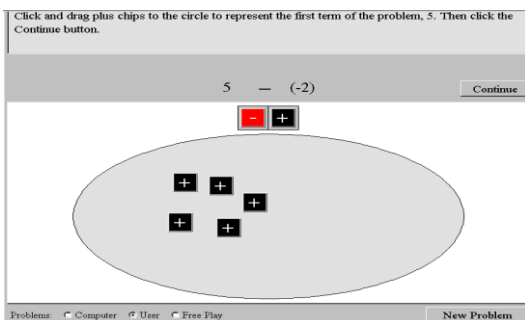 Click and drag plus chips to the circle to represent the first term of the problem, 5. Then click the
Continue button.
5 — (-2)
Continue
- +
+ +
+
+ +
Problems: Computer User Free Play
New Problem